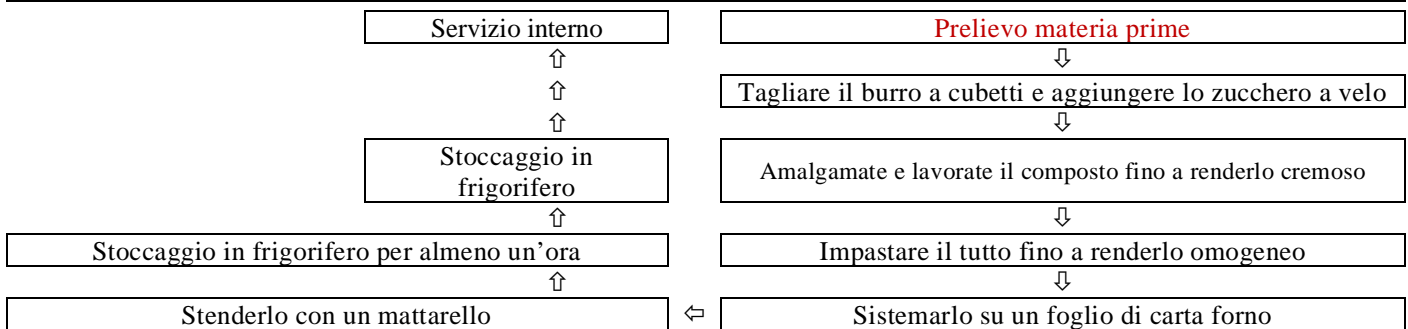 Servizio interno
Prelievo materia prime
⇧
⇩
⇧
Tagliare il burro a cubetti e aggiungere lo zucchero a velo
⇧
⇩
Stoccaggio in
frigorifero
Amalgamate e lavorate il composto fino a renderlo cremoso
⇧
⇩
Stoccaggio in frigorifero per almeno un’ora
Impastare il tutto fino a renderlo omogeneo
⇧
⇩
Stenderlo con un mattarello
⇦
Sistemarlo su un foglio di carta forno